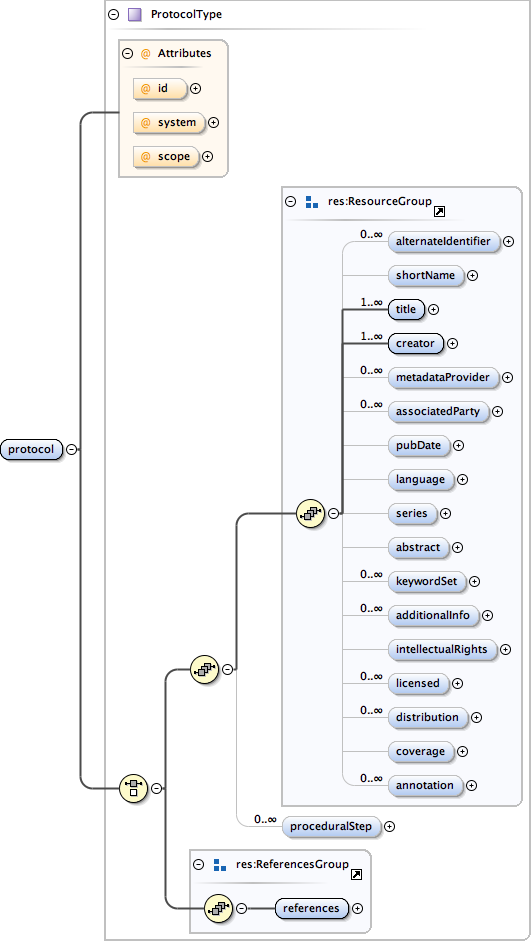 ProtocolType
@ Attributes
@ id
@ system
@ scope
res:ResourceGroup
0..∞
alternateIdentifier
shortName
1..∞
title
1..∞
creator
0..∞
metadataProvider
0..∞
associatedParty
pubDate
protocol
language
series
abstract
0..∞
keywordSet
0..∞
additionalInfo
intellectualRights
0..∞
licensed
0..∞
distribution
coverage
0..∞
annotation
0..∞
proceduralStep
res:ReferencesGroup
references